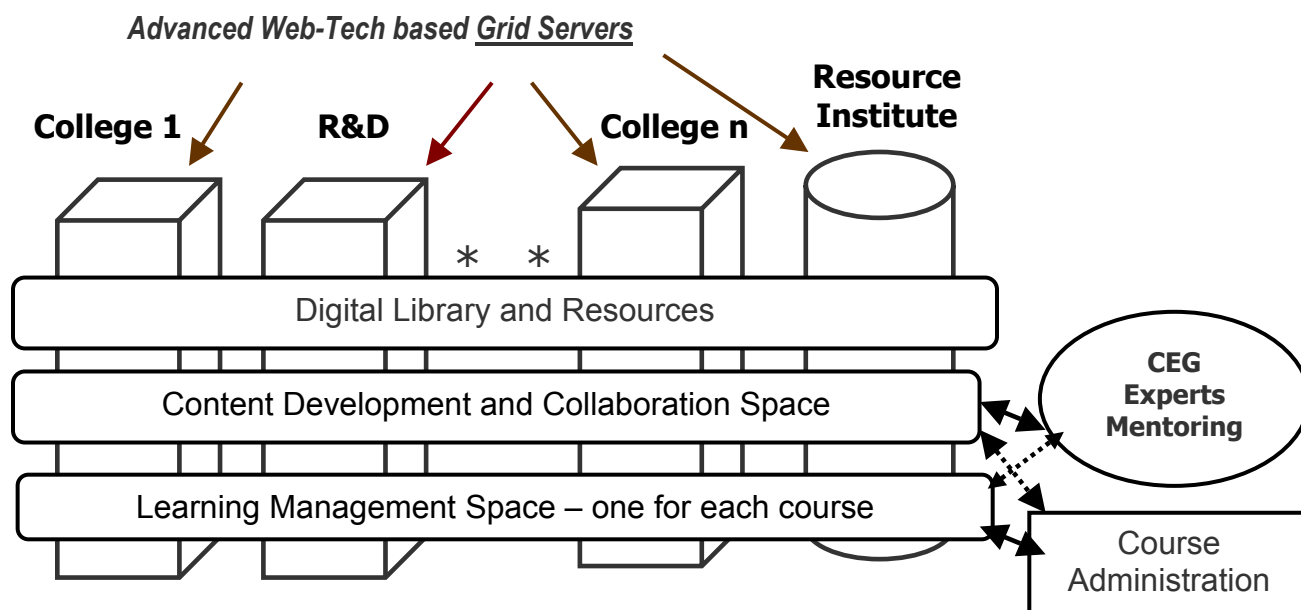 Advanced Web-Tech based Grid Servers
Resource
Institute
College 1
R&D
College n
* *
Digital Library and Resources
Content Development and Collaboration Space
CEG
Experts
Mentoring
Learning Management Space – one for each course
Course
Administration